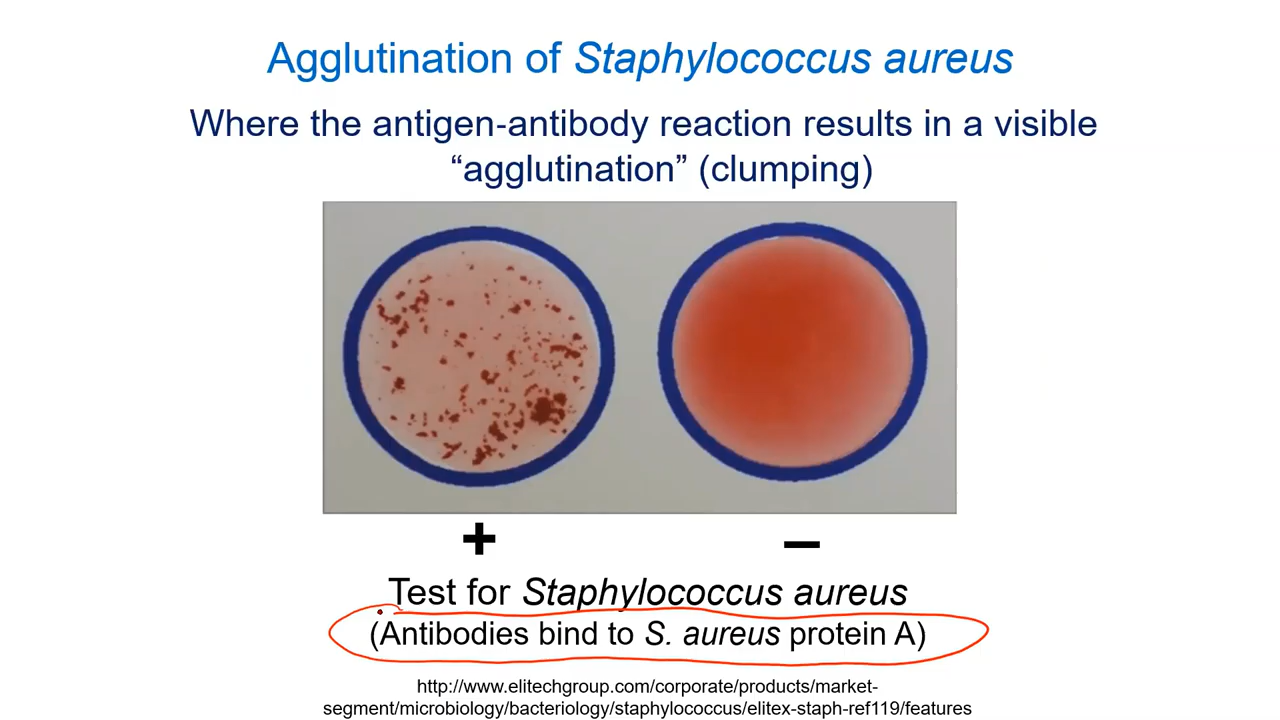 Agglutination of Staphylococcus aureus
Where the antigen-antibody reaction results in a visible
“agglutination” (clumping)
+ –
Test for Staphylococcus aureus
(Antibodies bind to S. aureus protein A)
http://www.elitechgroup.com/corporate/products/market-
segment/microbiology/bacteriology/staphylococcus/elitex-staph-ref119/features